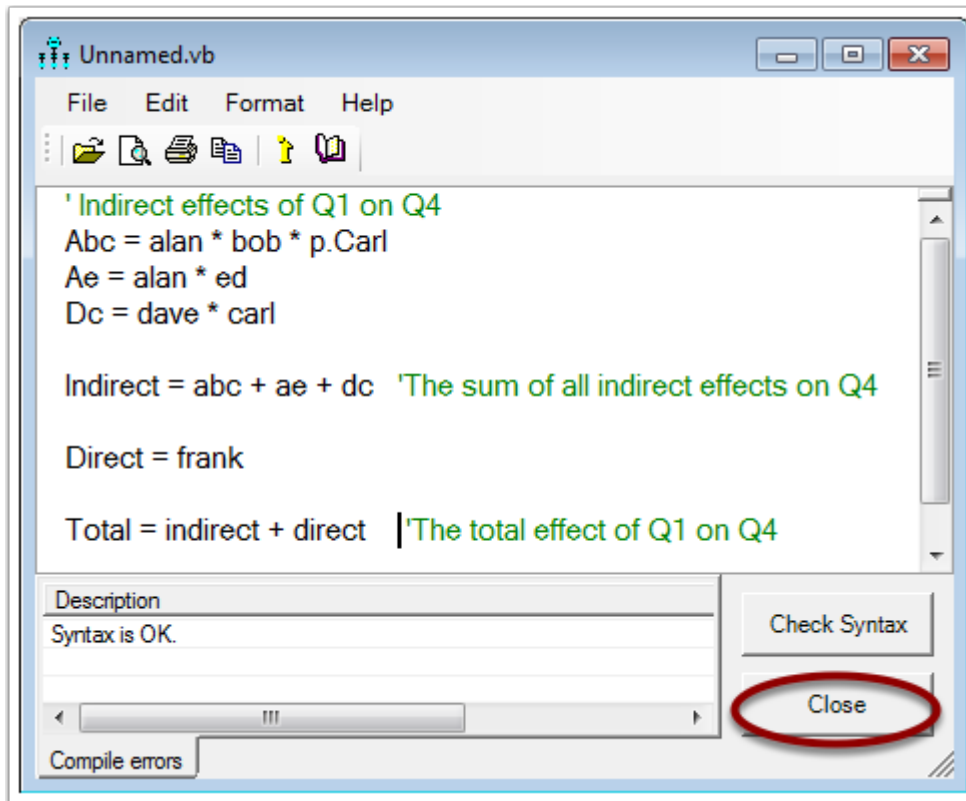 Unnamed.vb
File Edit Format Help
' Indirect effects of Q1 on Q4
Abc = alan * bob * p.Carl
Ae = alan * ed
Dc = dave * carl
Indirect = abc + ae + dc 'The sum of all indirect effects on Q4
Direct = frank
Total = indirect + direct 'The total effect of Q1 on Q4
Description
Syntax is OK.
Check Syntax
Close
Compile errors